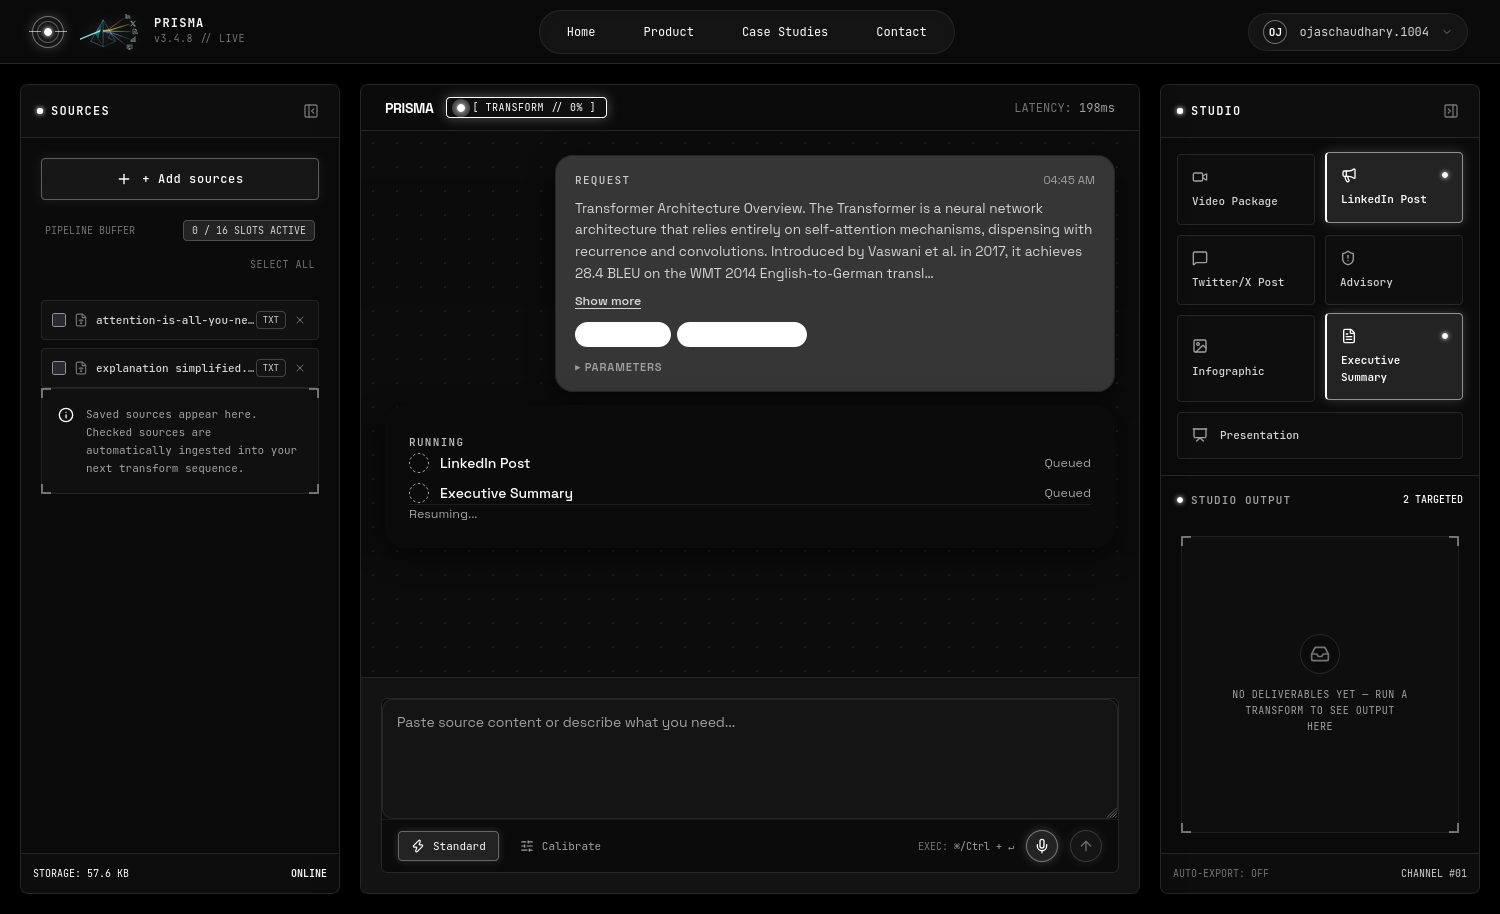 PRISMA
v3.4.8 // LIVE
Home
Product
Case Studies
Contact
OJ
ojaschaudhary.1004
SOURCES
+ Add sources
PIPELINE BUFFER
0 / 16 SLOTS ACTIVE
SELECT ALL
attention-is-all-you-ne…
TXT
explanation simplified.…
TXT
Saved sources appear here.
Checked sources are
automatically ingested into your
next transform sequence.
STORAGE: 57.6 KB
ONLINE
PRISMA
[ TRANSFORM // 0% ]
LATENCY: 198ms
REQUEST
04:45 AM
Transformer Architecture Overview. The Transformer is a neural network
architecture that relies entirely on self-attention mechanisms, dispensing with
recurrence and convolutions. Introduced by Vaswani et al. in 2017, it achieves
28.4 BLEU on the WMT 2014 English-to-German transl…
Show more
▸ PARAMETERS
RUNNING
LinkedIn Post
Queued
Executive Summary
Queued
Resuming…
Paste source content or describe what you need...
Standard
Calibrate
EXEC: ⌘/Ctrl + ↵
STUDIO
Video Package
LinkedIn Post
Twitter/X Post
Advisory
Infographic
Executive
Summary
Presentation
STUDIO OUTPUT
2 TARGETED
NO DELIVERABLES YET — RUN A
TRANSFORM TO SEE OUTPUT
HERE
AUTO-EXPORT: OFF
CHANNEL #01